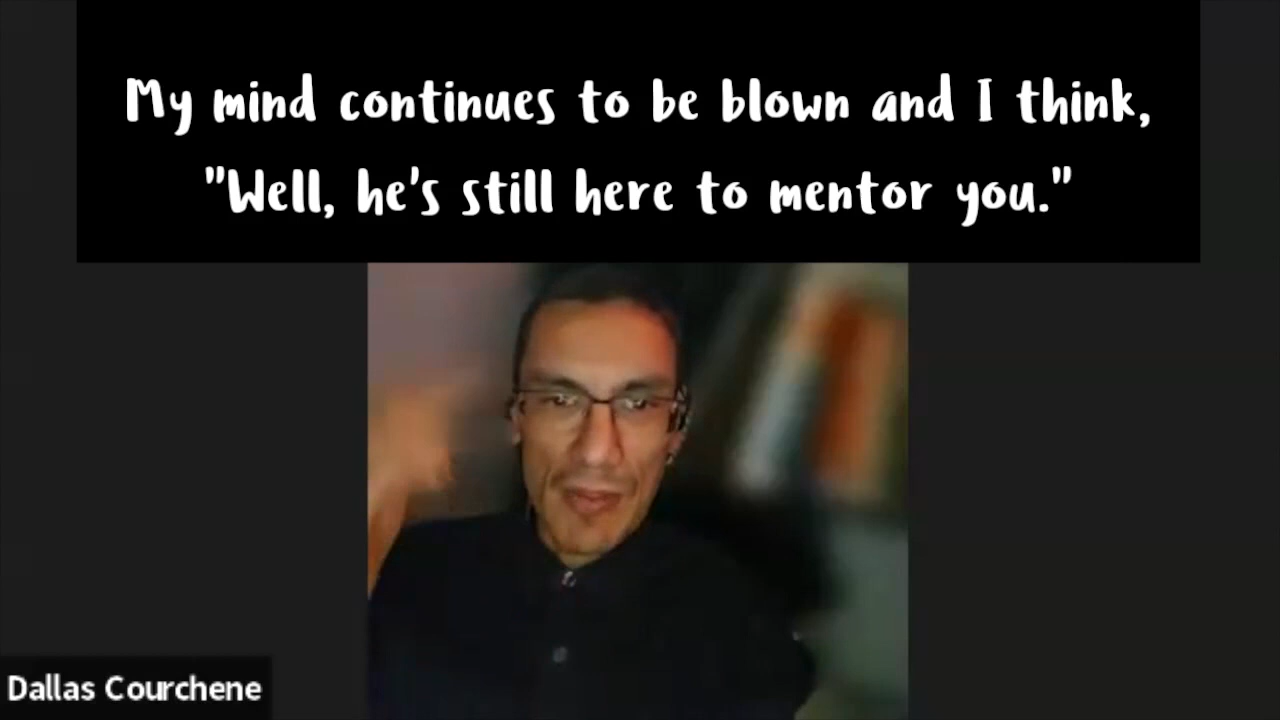 My mind continues to be blown and I think,
"Well, he's still here to mentor you."
Dallas Courchene